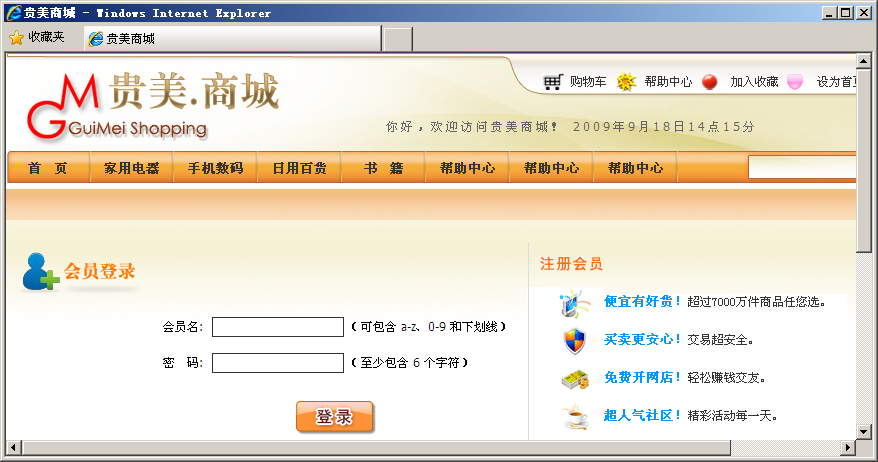 贵美商城 - Windows Internet Explorer
收藏夹 贵美商城
GM 贵美.商城
GuiMei Shopping
购物车 帮助中心 加入收藏 设为首页
你好，欢迎访问贵美商城! 2009年9月18日14点15分
首 页 家用电器 手机数码 日用百货 书 籍 帮助中心 帮助中心 帮助中心
会员登录
会员名: (可包含 a-z、0-9 和下划线)
密 码: (至少包含 6 个字符)
登录
注册会员
便宜有好货! 超过7000万件商品任您选。
买卖更安心! 交易超安全。
免费开网店! 轻松赚钱交友。
超人气社区! 精彩活动每一天。